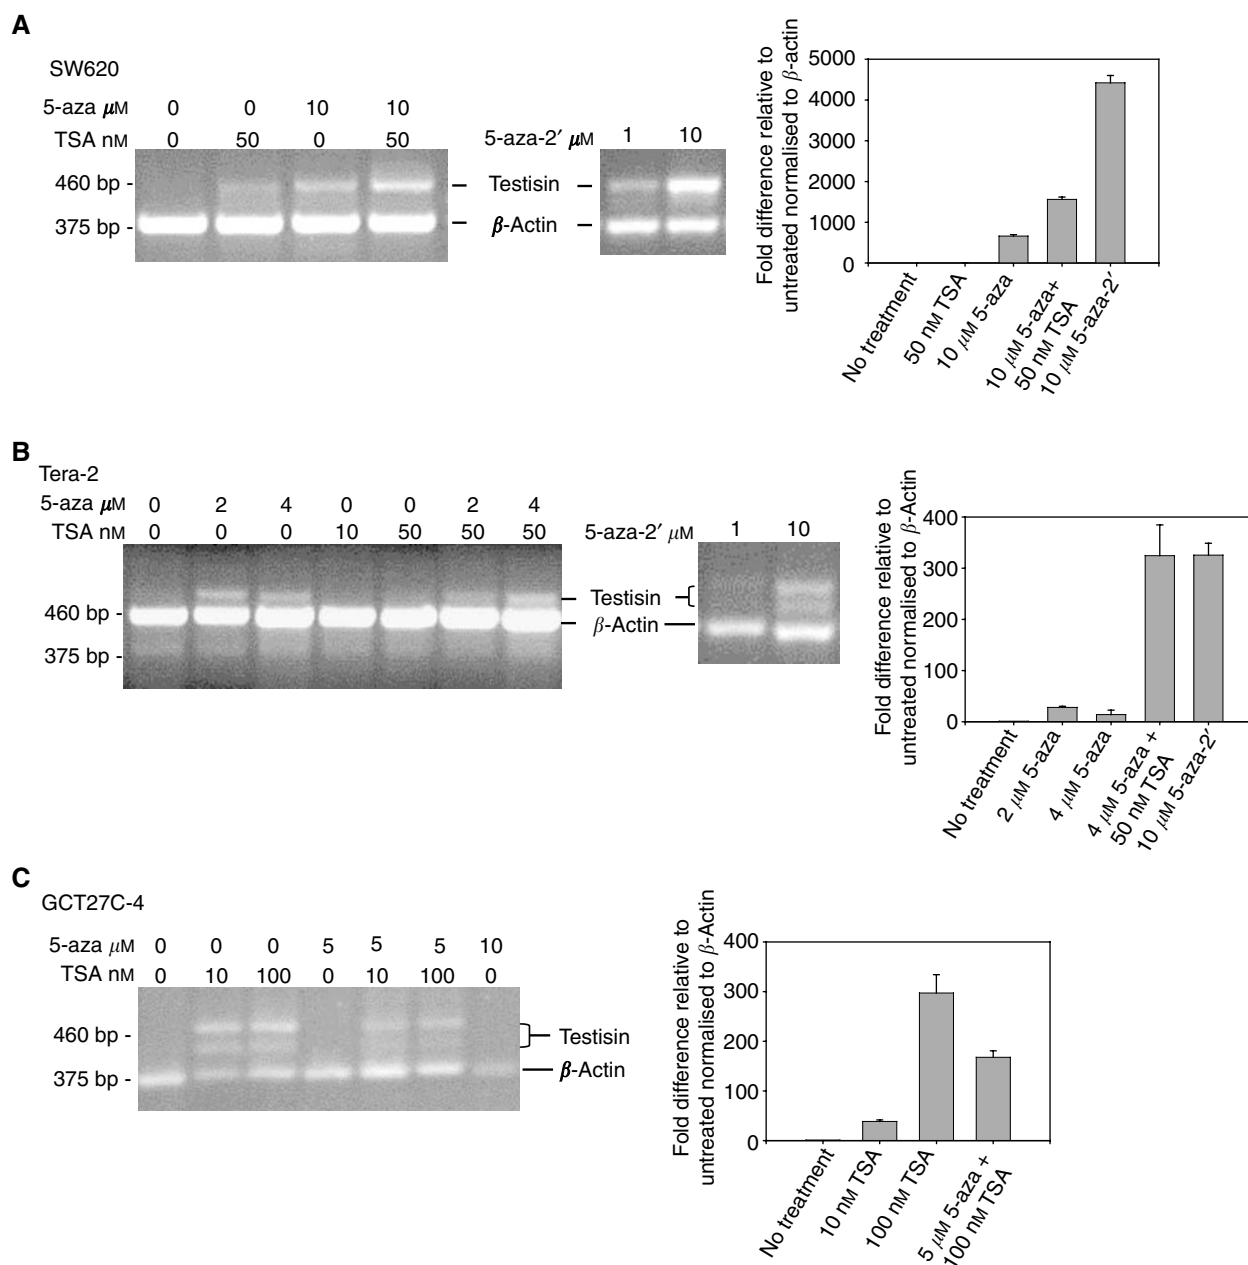 A
SW620
5-aza μM 0 0 10 10
TSA nM 0 50 0 50
460 bp
375 bp
Testisin
β-Actin
5-aza-2′ μM 1 10
Fold difference relative to
untreated normalised to β-actin
5000
4000
3000
2000
1000
0
No treatment
50 nM TSA
10 μM 5-aza
10 μM 5-aza+
50 nM TSA
10 μM 5-aza-2′
B
Tera-2
5-aza μM 0 2 4 0 0 2 4
TSA nM 0 0 0 10 50 50 50
460 bp
375 bp
Testisin
β-Actin
5-aza-2′ μM 1 10
Fold difference relative to
untreated normalised to β-Actin
400
300
200
100
0
No treatment
2 μM 5-aza
4 μM 5-aza
4 μM 5-aza +
50 nM TSA
10 μM 5-aza-2′
C
GCT27C-4
5-aza μM 0 0 0 5 5 5 10
TSA nM 0 10 100 0 10 100 0
460 bp
375 bp
Testisin
β-Actin
Fold difference relative to
untreated normalised to β-Actin
400
300
200
100
0
No treatment
10 nM TSA
100 nM TSA
5 μM 5-aza +
100 nM TSA